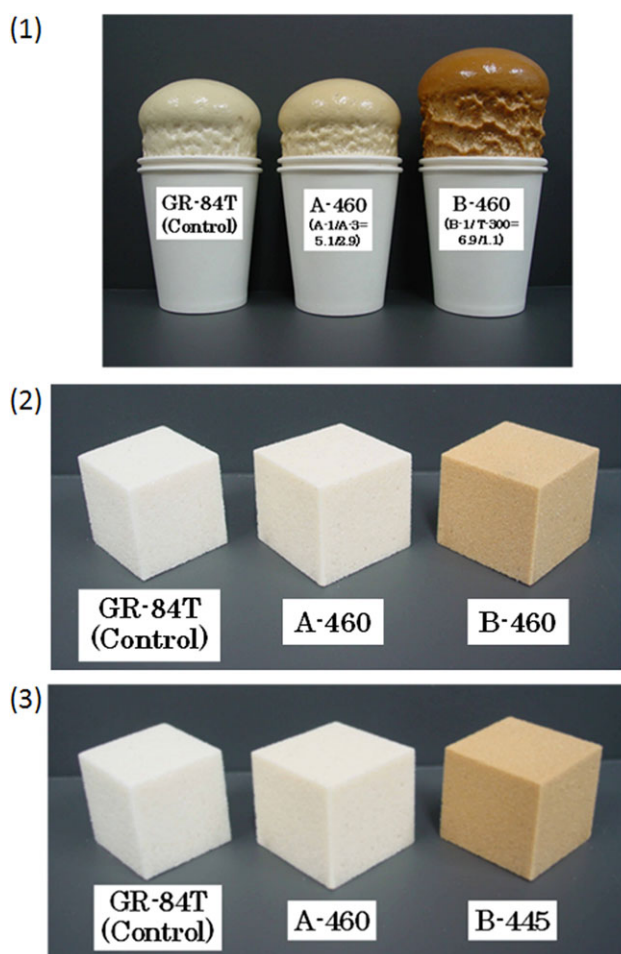 (1)
GR-84T
(Control)
A-460
(A-1/A-3=
5.1/2.9)
B-460
(B-1/T-300=
6.9/1.1)
(2)
GR-84T
(Control)
A-460
B-460
(3)
GR-84T
(Control)
A-460
B-445